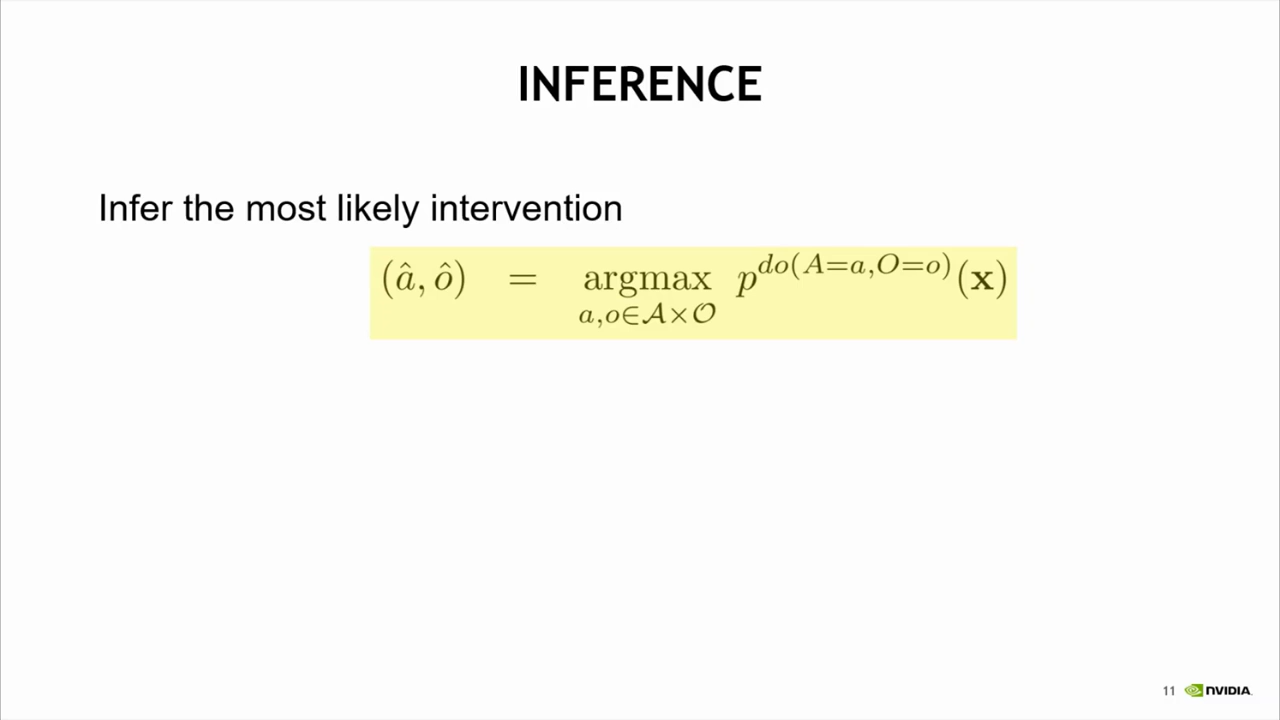 INFERENCE
Infer the most likely intervention
(â, ô) = argmax p^{do(A=a,O=o)}(x)
a,o∈𝒜×𝒪
11 NVIDIA.